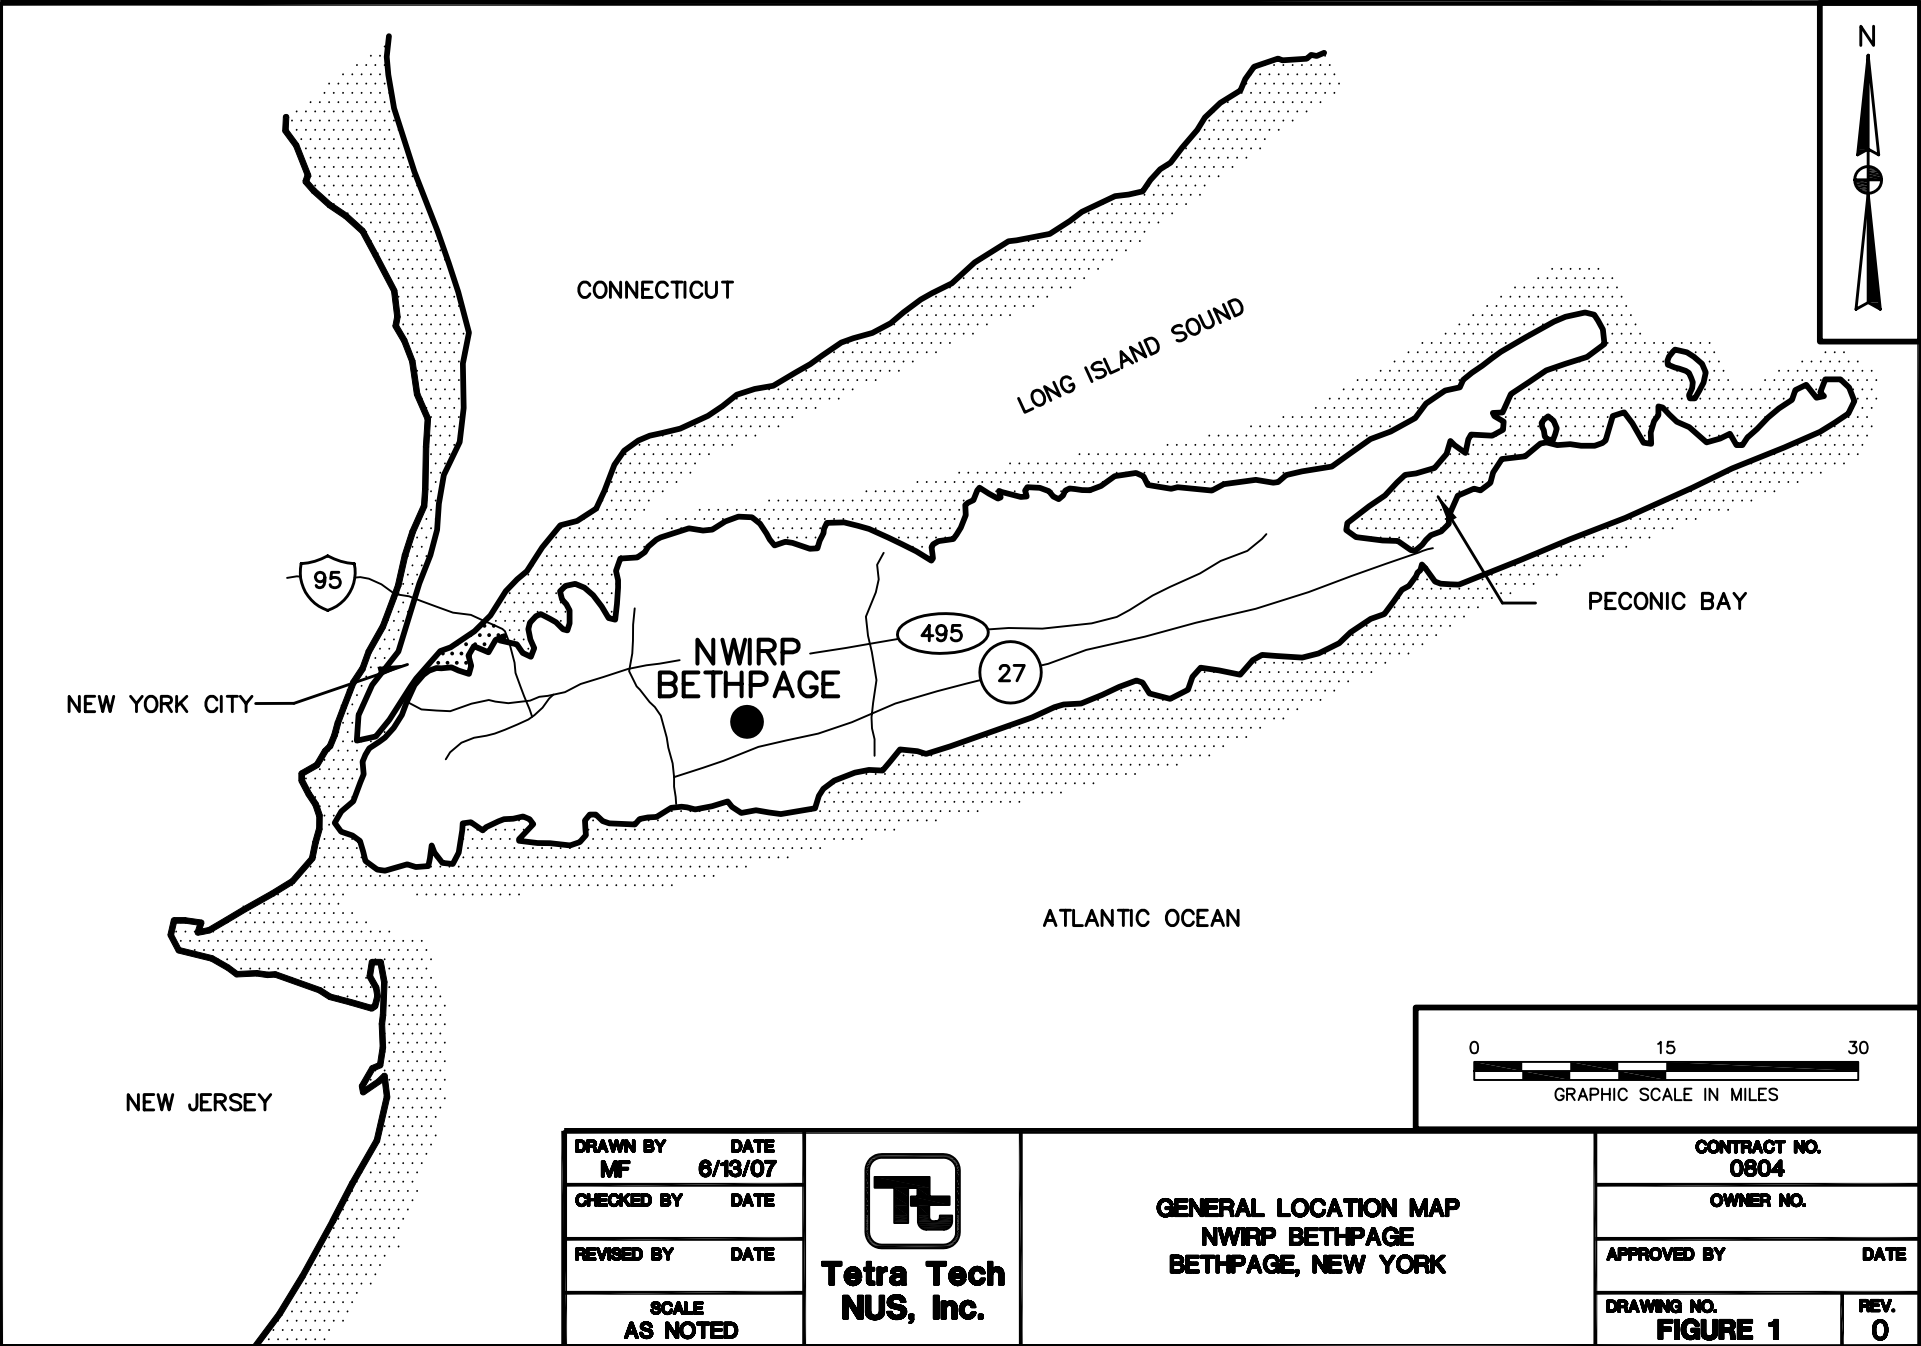 N
CONNECTICUT
LONG ISLAND SOUND
95
NWIRP
BETHPAGE
495
27
PECONIC BAY
NEW YORK CITY
ATLANTIC OCEAN
NEW JERSEY
0 15 30
GRAPHIC SCALE IN MILES
DRAWN BY DATE
MF 6/13/07
CHECKED BY DATE
REVISED BY DATE
SCALE
AS NOTED
Tt
Tetra Tech
NUS, Inc.
GENERAL LOCATION MAP
NWIRP BETHPAGE
BETHPAGE, NEW YORK
CONTRACT NO.
0804
OWNER NO.
APPROVED BY DATE
DRAWING NO.
FIGURE 1
REV.
0